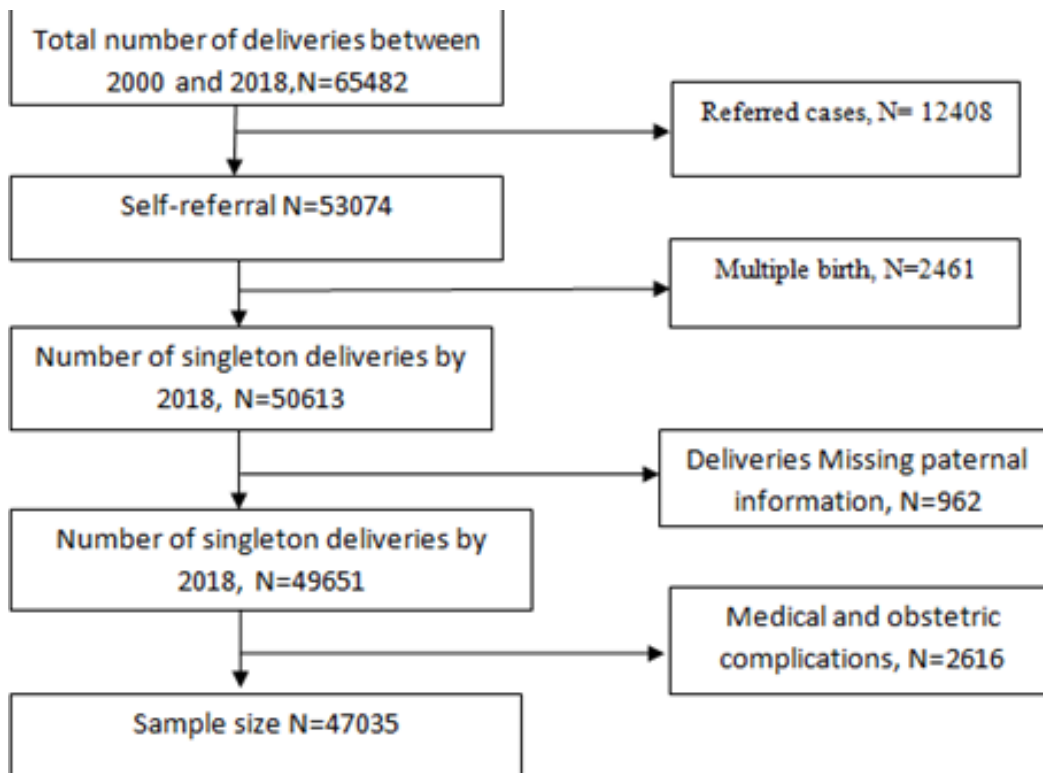 Total number of deliveries between
2000 and 2018,N=65482
Referred cases, N= 12408
Self-referral N=53074
Multiple birth, N=2461
Number of singleton deliveries by
2018, N=50613
Deliveries Missing paternal
information, N=962
Number of singleton deliveries by
2018, N=49651
Medical and obstetric
complications, N=2616
Sample size N=47035